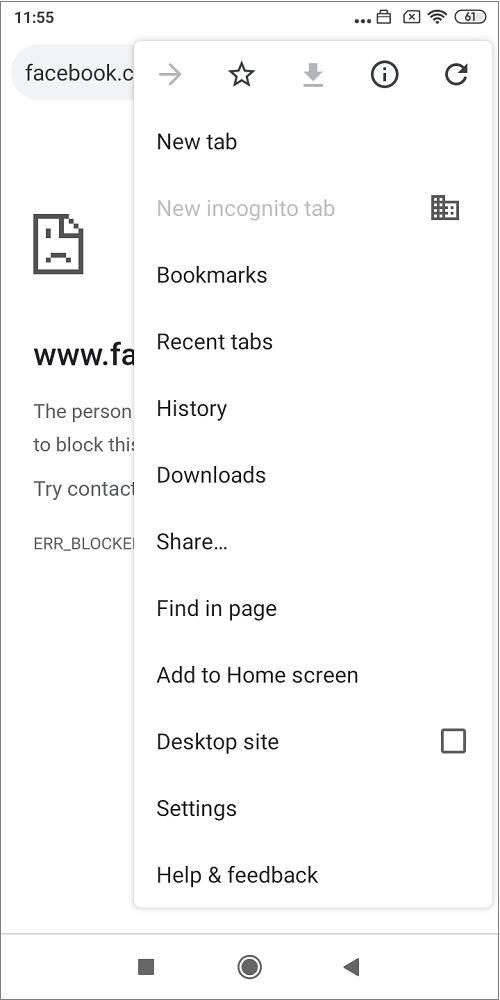 11:55
61
facebook.c
New tab
New incognito tab
Bookmarks
www.fa
Recent tabs
The person
History
to block this
Downloads
Try contact
ERR_BLOCKE
Share...
Find in page
Add to Home screen
Desktop site
Settings
Help & feedback